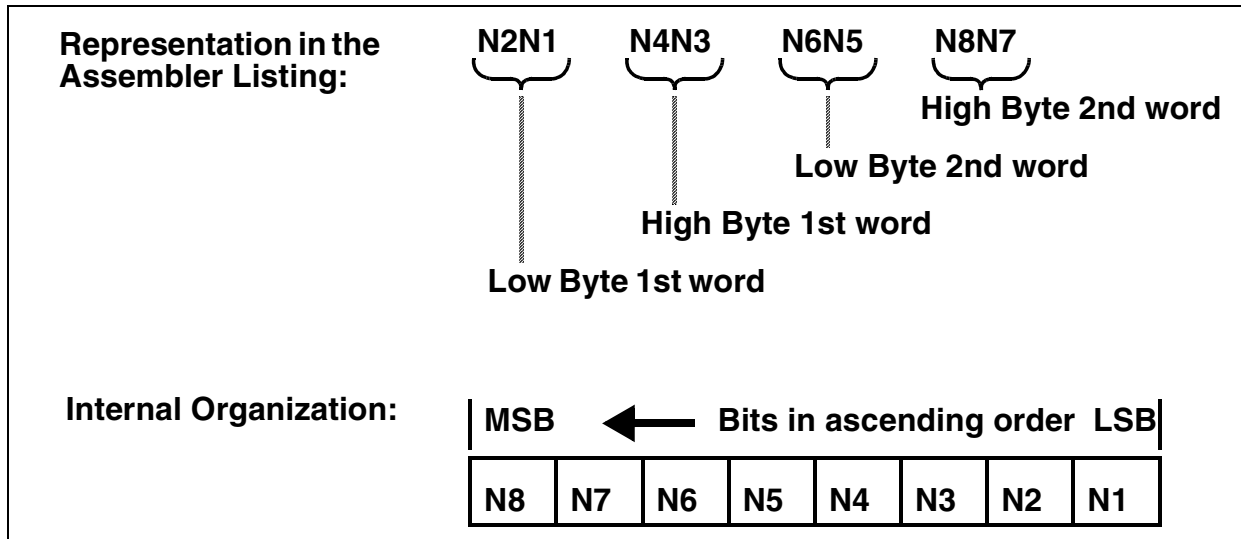 Representation in the N2N1 N4N3 N6N5 N8N7
Assembler Listing:
High Byte 2nd word
Low Byte 2nd word
High Byte 1st word
Low Byte 1st word
Internal Organization:
MSB Bits in ascending order LSB
N8 N7 N6 N5 N4 N3 N2 N1